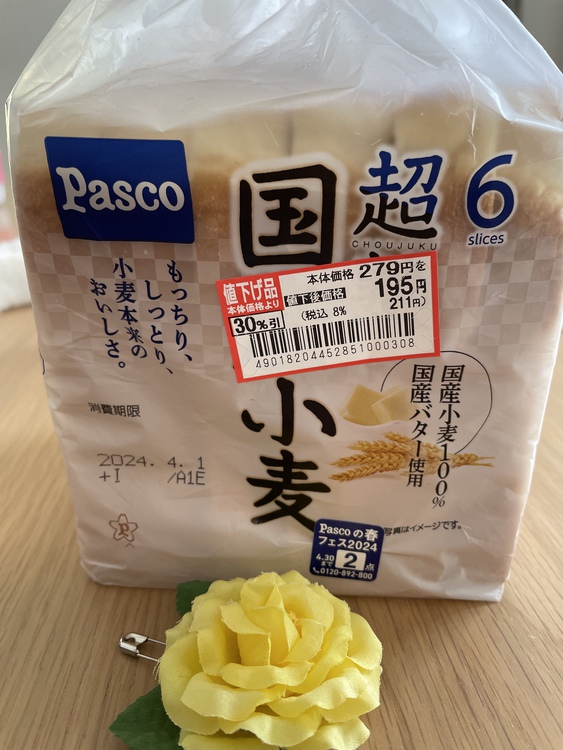 Pasco
超
CHOUJUKU
国
小麦
6
slices
もっちり、
しっとり、
小麦本来の
おいしさ。
値下げ品
本体価格より
30%引
本体価格 279円を
値下後価格 195円
(税込 8% 211円)
49018204452851000308
国産小麦100%
国産バター使用
消費期限
2024. 4. 1
+I /A1E
P
写真はイメージです。
Pascoの春
フェス2024
4.30
まで
2点
0120-892-800